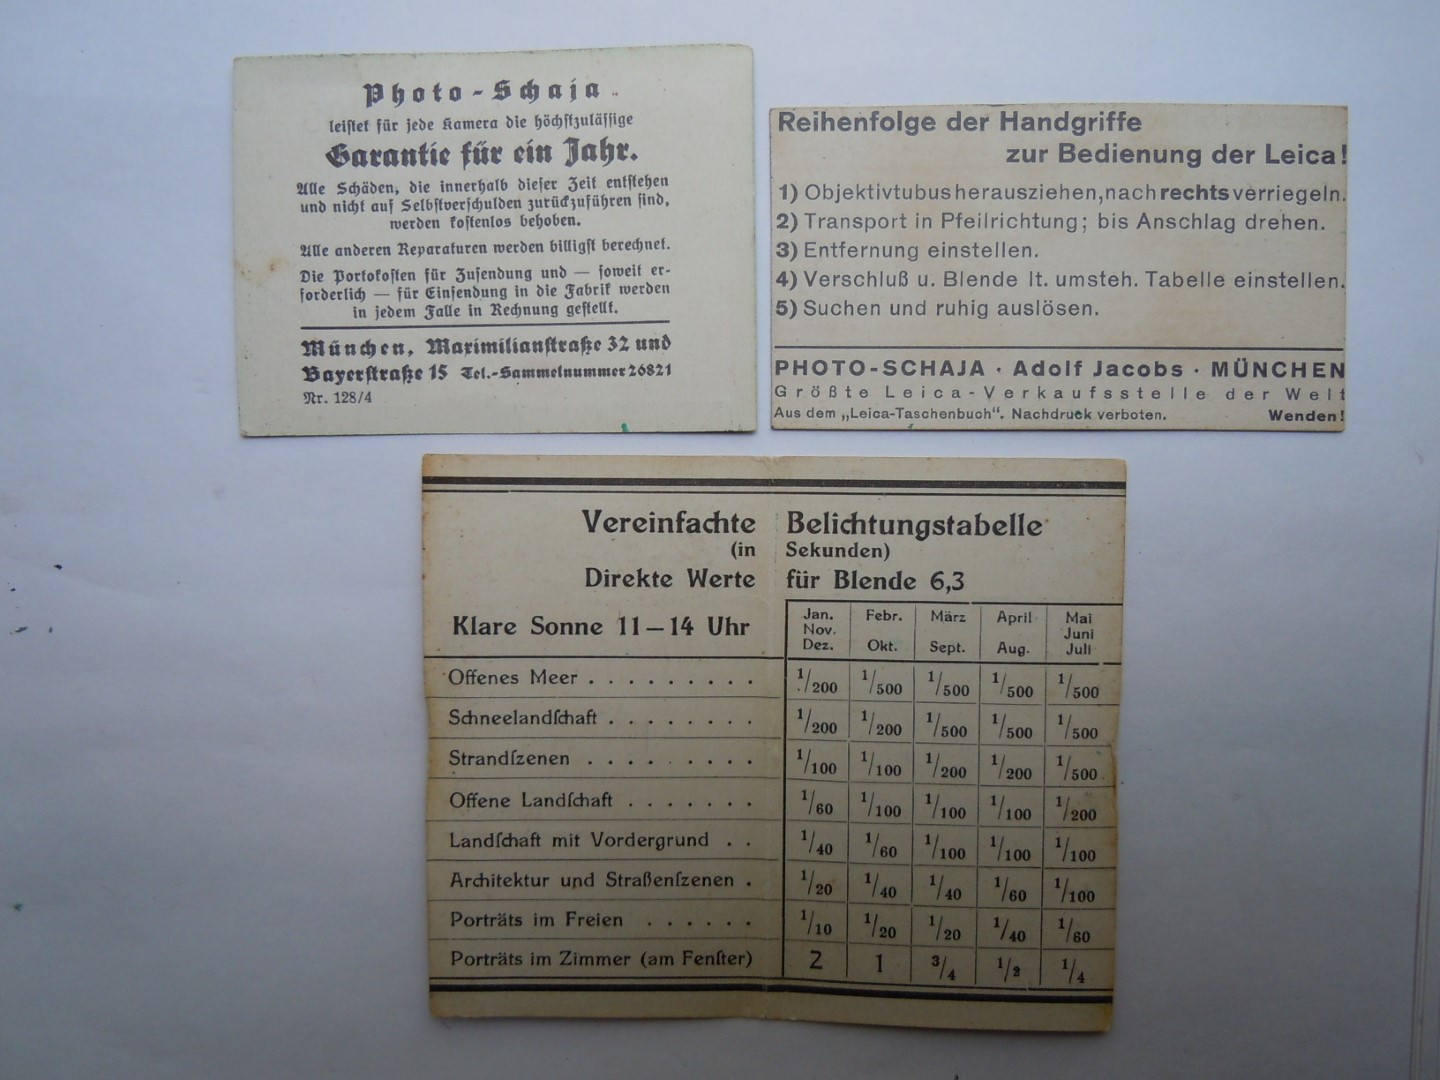 Photo-Schaja
leistet für jede Kamera die höchstzulässige
Garantie für ein Jahr.
Alle Schäden, die innerhalb dieser Zeit entstehen
und nicht auf Selbstverschulden zurückzuführen sind,
werden kostenlos behoben.
Alle anderen Reparaturen werden billigst berechnet.
Die Portokosten für Zusendung und — soweit er-
forderlich — für Einsendung in die Fabrik werden
in jedem Falle in Rechnung gestellt.
München, Maximilianstraße 32 und
Bayerstraße 15 Tel.-Sammelnummer 26821
Nr. 128/4
Reihenfolge der Handgriffe
zur Bedienung der Leica!
1) Objektivtubus herausziehen, nach rechts verriegeln.
2) Transport in Pfeilrichtung; bis Anschlag drehen.
3) Entfernung einstellen.
4) Verschluß u. Blende lt. umsteh. Tabelle einstellen.
5) Suchen und ruhig auslösen.
PHOTO-SCHAJA · Adolf Jacobs · MÜNCHEN
Größte Leica-Verkaufsstelle der Welt
Aus dem „Leica-Taschenbuch“. Nachdruck verboten. Wenden!
Vereinfachte Belichtungstabelle
(in Sekunden)
Direkte Werte für Blende 6,3
Klare Sonne 11—14 Uhr
Jan. Nov. Dez. Febr. Okt. März Sept. April Aug. Mai Juni Juli
Offenes Meer . . . . . . . . . 1/200 1/500 1/500 1/500 1/500
Schneelandſchaft . . . . . . . . 1/200 1/200 1/500 1/500 1/500
Strandſzenen . . . . . . . . . 1/100 1/100 1/200 1/200 1/500
Offene Landſchaft . . . . . . . 1/60 1/100 1/100 1/100 1/200
Landſchaft mit Vordergrund . . 1/40 1/60 1/100 1/100 1/100
Architektur und Straßenſzenen . 1/20 1/40 1/40 1/60 1/100
Porträts im Freien . . . . . . 1/10 1/20 1/20 1/40 1/60
Porträts im Zimmer (am Fenſter) 2 1 3/4 1/2 1/4